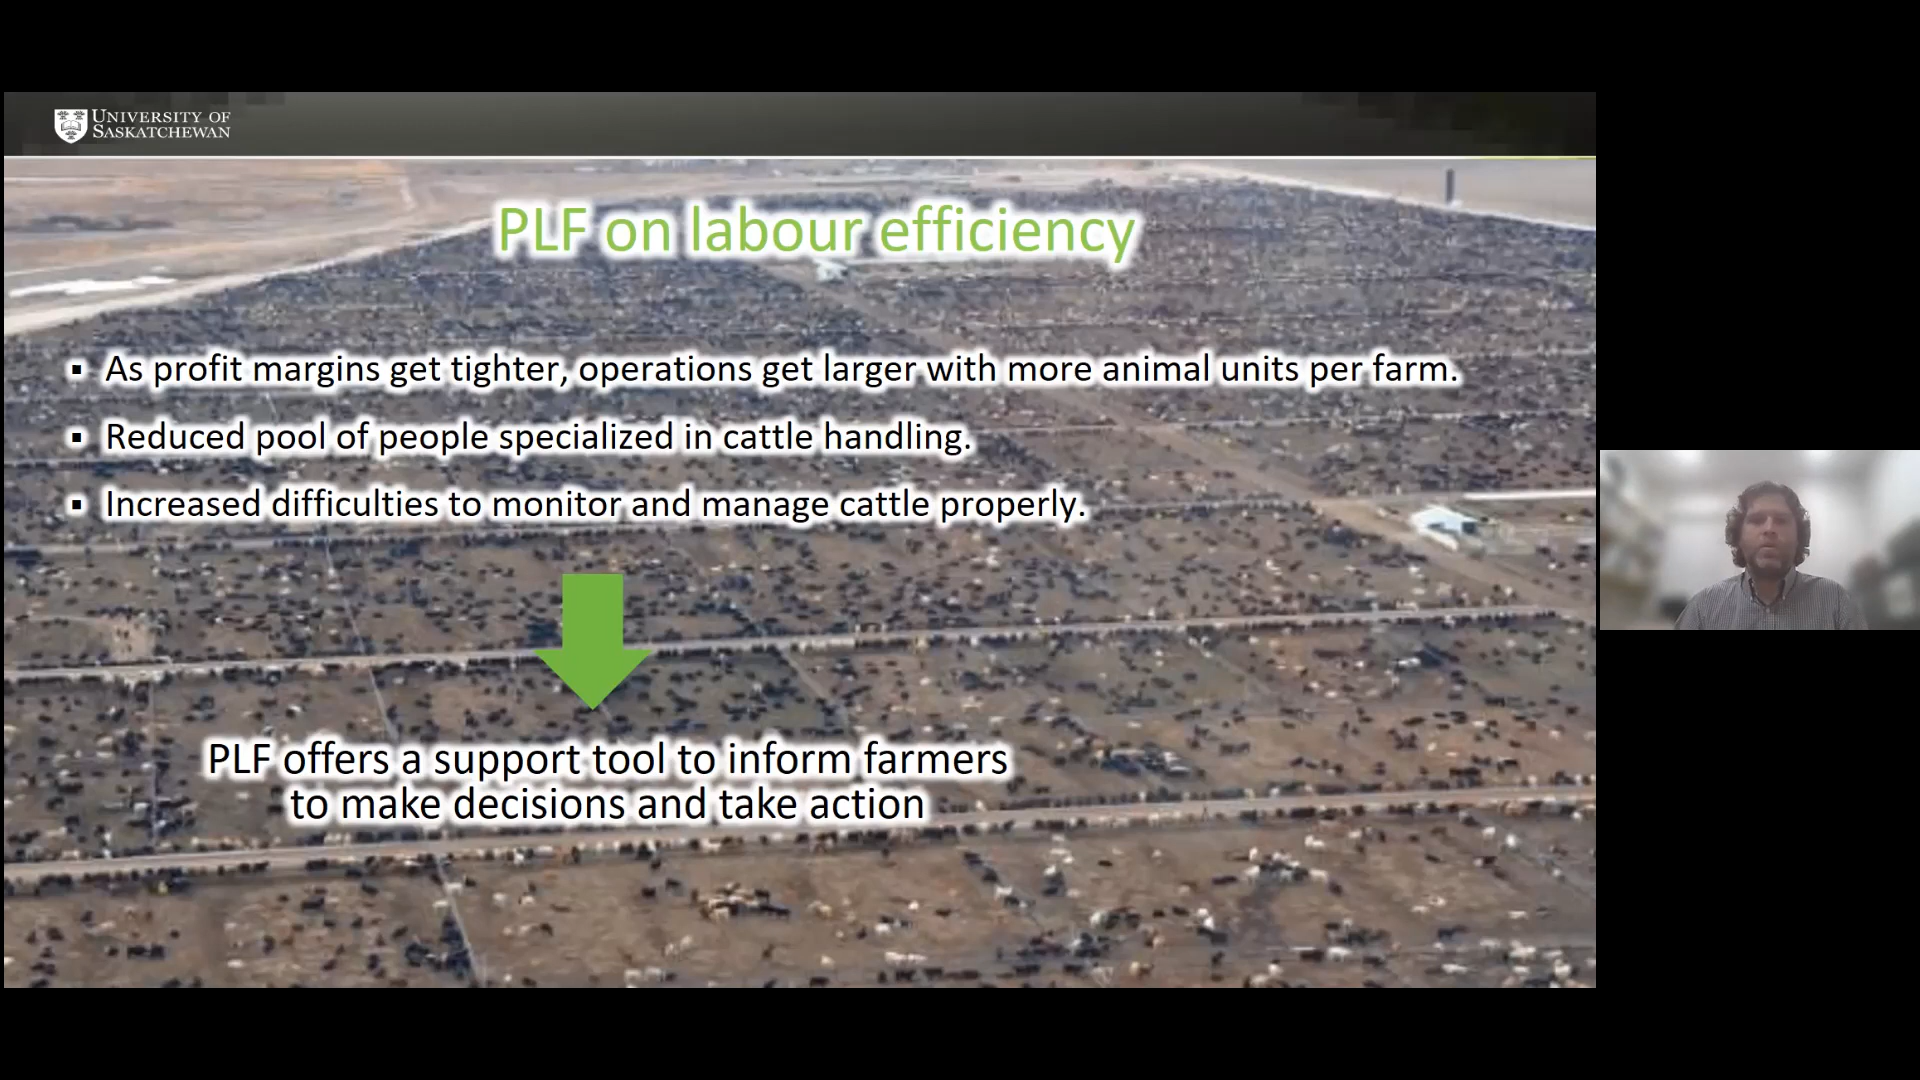 UNIVERSITY OF
SASKATCHEWAN
PLF on labour efficiency
▪ As profit margins get tighter, operations get larger with more animal units per farm.
▪ Reduced pool of people specialized in cattle handling.
▪ Increased difficulties to monitor and manage cattle properly.
PLF offers a support tool to inform farmers
to make decisions and take action